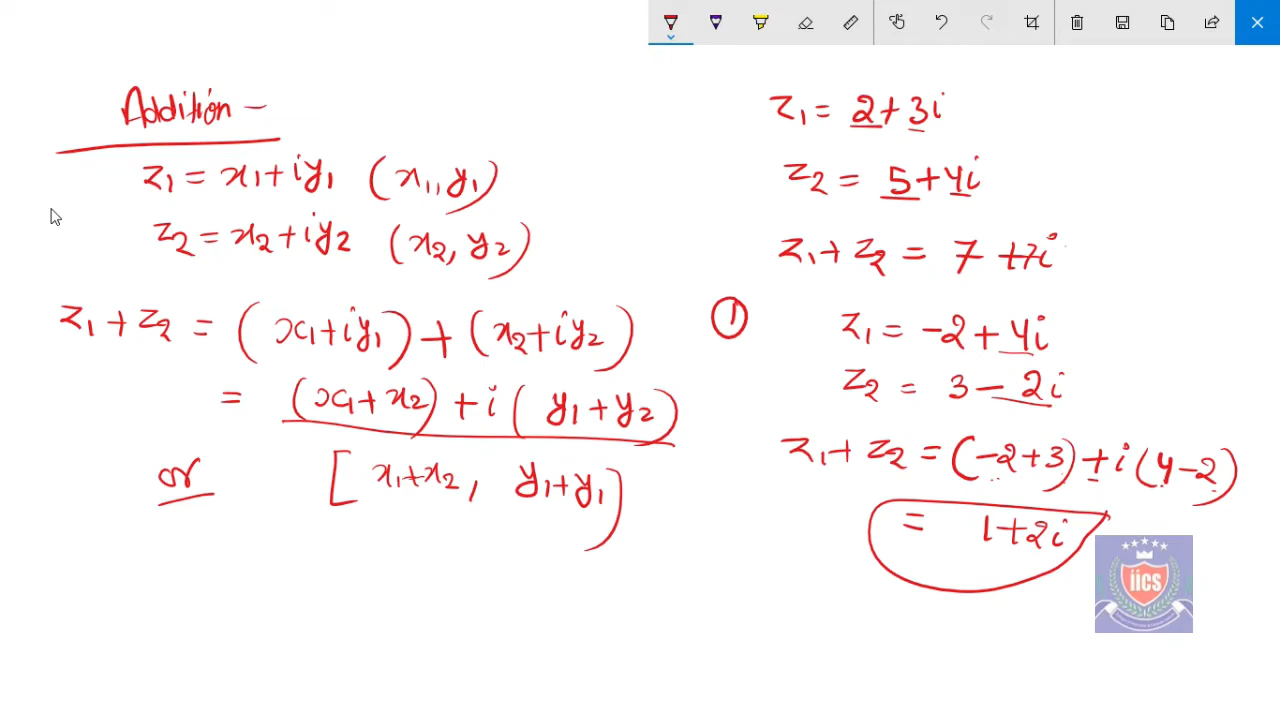 Addition -
z₁ = x₁ + iy₁ (x₁, y₁)
z₂ = x₂ + iy₂ (x₂, y₂)
z₁ + z₂ = (x₁ + iy₁) + (x₂ + iy₂)
= (x₁ + x₂) + i (y₁ + y₂)
or [x₁ + x₂, y₁ + y₁)
z₁ = 2 + 3i
z₂ = 5 + 4i
z₁ + z₂ = 7 + 7i
① z₁ = -2 + 4i
z₂ = 3 - 2i
z₁ + z₂ = (-2 + 3) + i (4 - 2)
= 1 + 2i
iics